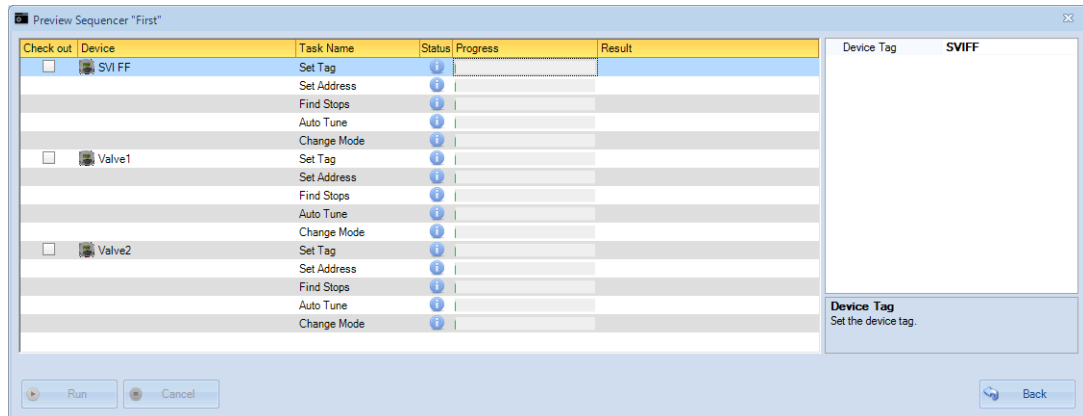 Preview Sequencer "First"
Check out Device Task Name Status Progress Result
SVI FF Set Tag
Set Address
Find Stops
Auto Tune
Change Mode
Valve1 Set Tag
Set Address
Find Stops
Auto Tune
Change Mode
Valve2 Set Tag
Set Address
Find Stops
Auto Tune
Change Mode
Device Tag SVIFF
Device Tag
Set the device tag.
Run Cancel Back